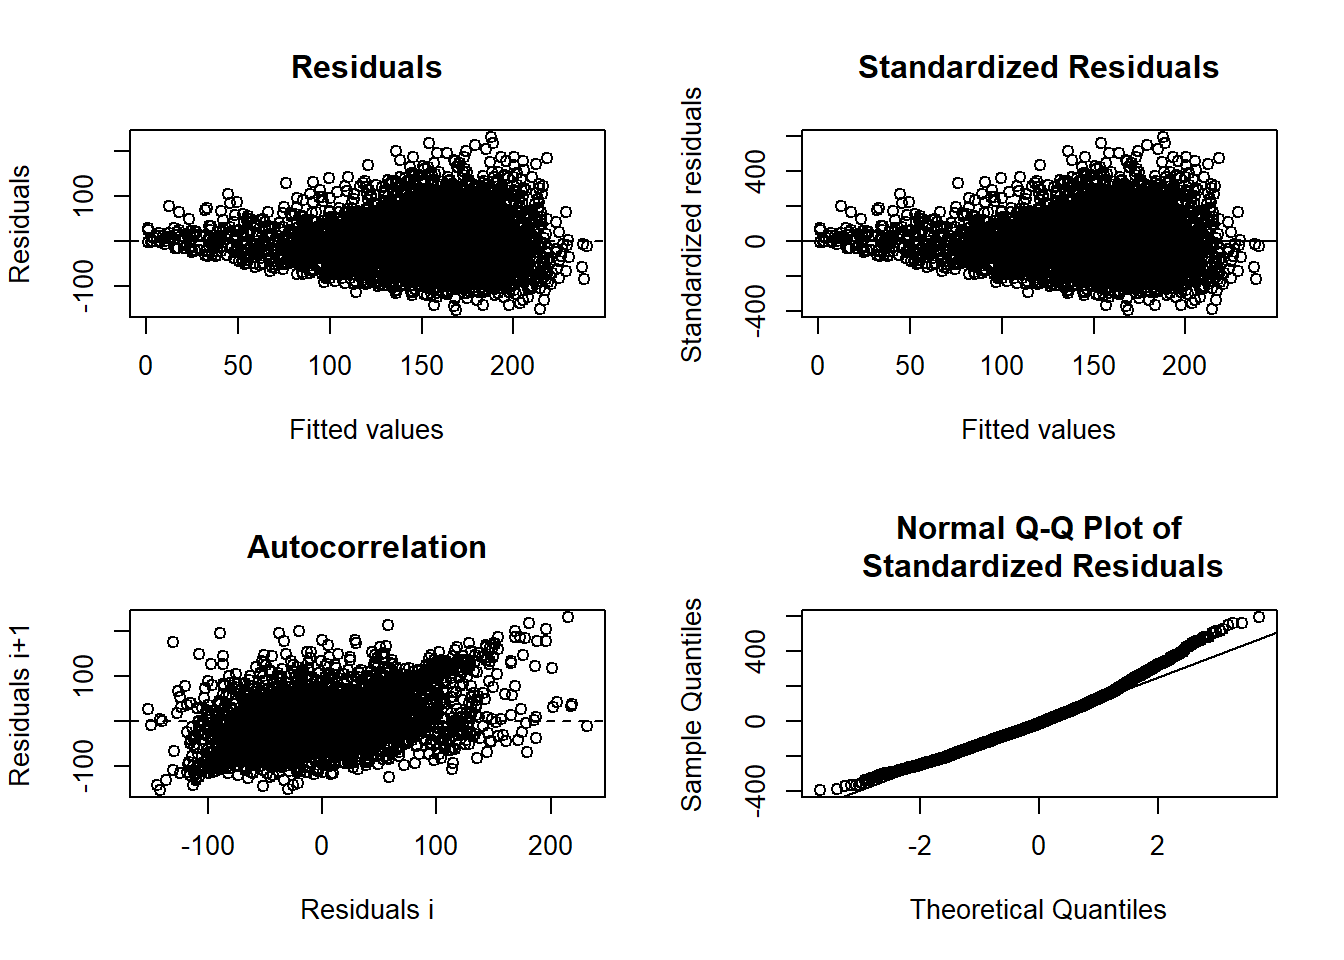 Residuals
Residuals
100
-100
0 50 100 150 200
Fitted values
Standardized Residuals
Standardized residuals
400
0
-400
0 50 100 150 200
Fitted values
Autocorrelation
Residuals i+1
100
-100
-100 0 100 200
Residuals i
Normal Q-Q Plot of
Standardized Residuals
Sample Quantiles
400
0
-400
-2 0 2
Theoretical Quantiles